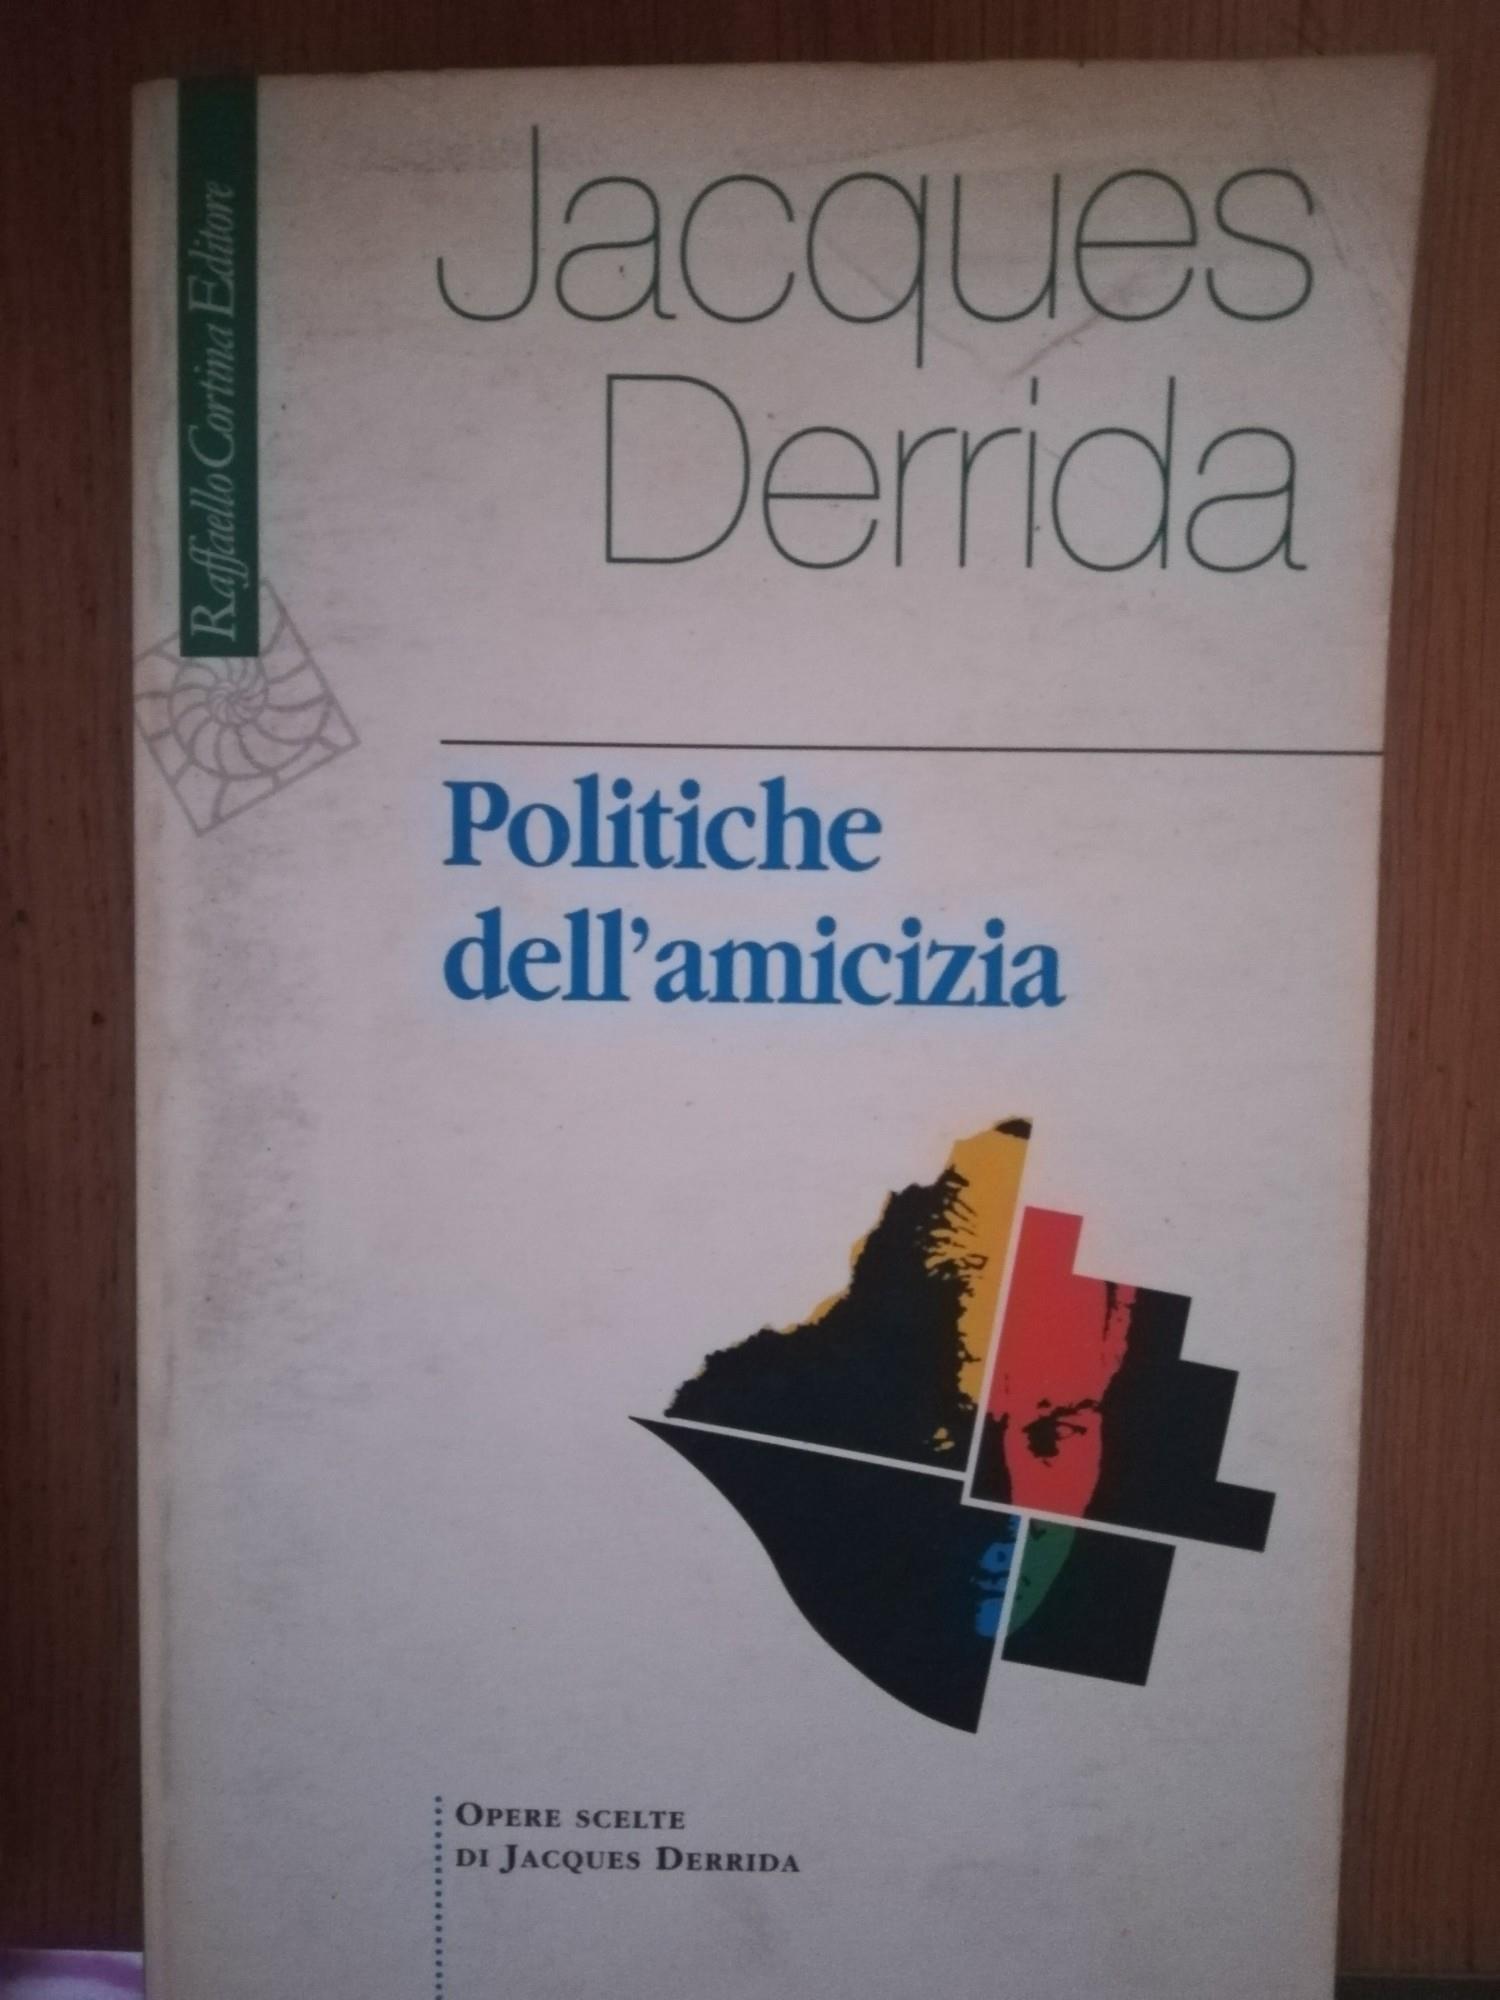 Raffaello Cortina Editore
Jacques
Derrida
Politiche
dell'amicizia
OPERE SCELTE
DI JACQUES DERRIDA